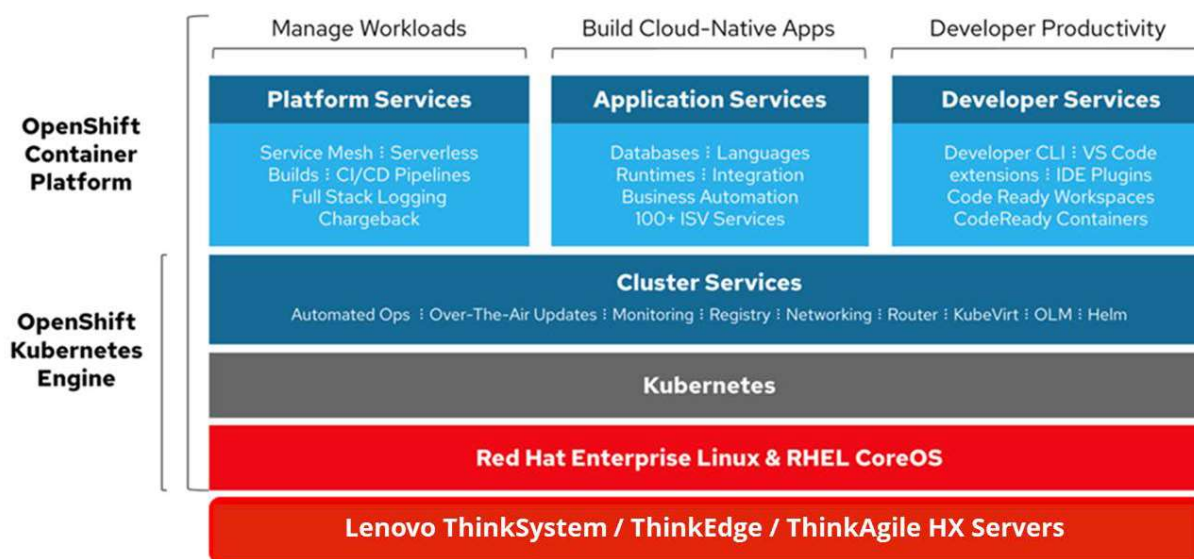 Manage Workloads
Build Cloud-Native Apps
Developer Productivity
OpenShift
Container
Platform
Platform Services
Service Mesh ⁝ Serverless
Builds ⁝ CI/CD Pipelines
Full Stack Logging
Chargeback
Application Services
Databases ⁝ Languages
Runtimes ⁝ Integration
Business Automation
100+ ISV Services
Developer Services
Developer CLI ⁝ VS Code
extensions ⁝ IDE Plugins
Code Ready Workspaces
CodeReady Containers
OpenShift
Kubernetes
Engine
Cluster Services
Automated Ops ⁝ Over-The-Air Updates ⁝ Monitoring ⁝ Registry ⁝ Networking ⁝ Router ⁝ KubeVirt ⁝ OLM ⁝ Helm
Kubernetes
Red Hat Enterprise Linux & RHEL CoreOS
Lenovo ThinkSystem / ThinkEdge / ThinkAgile HX Servers